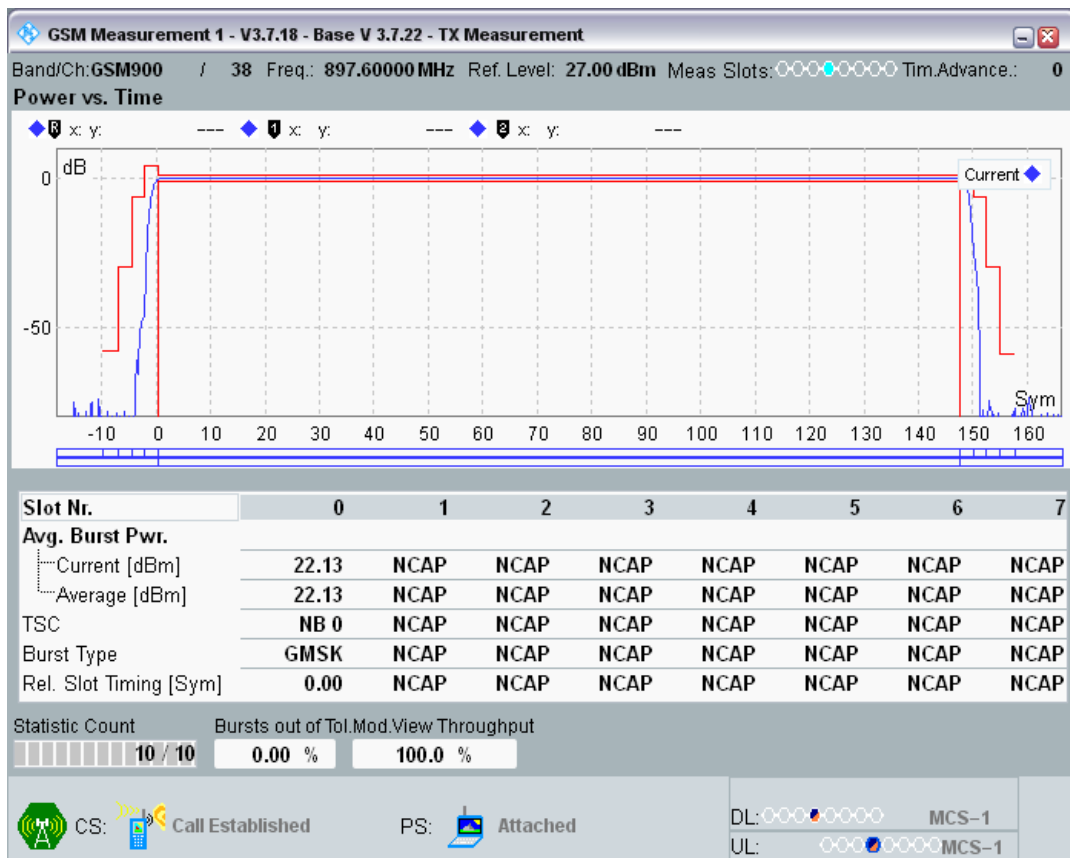 GSM Measurement 1 - V3.7.18 - Base V 3.7.22 - TX Measurement
Band/Ch:GSM900 / 38 Freq.: 897.60000 MHz Ref. Level: 27.00 dBm Meas Slots: Tim.Advance.: 0
Power vs. Time
R x: y: --- 1 x: y: --- 2 x: y: ---
dB
Current
0
-50
Sym
-10 0 10 20 30 40 50 60 70 80 90 100 110 120 130 140 150 160
Slot Nr. 0 1 2 3 4 5 6 7
Avg. Burst Pwr.
Current [dBm] 22.13 NCAP NCAP NCAP NCAP NCAP NCAP NCAP
Average [dBm] 22.13 NCAP NCAP NCAP NCAP NCAP NCAP NCAP
TSC NB 0 NCAP NCAP NCAP NCAP NCAP NCAP NCAP
Burst Type GMSK NCAP NCAP NCAP NCAP NCAP NCAP NCAP
Rel. Slot Timing [Sym] 0.00 NCAP NCAP NCAP NCAP NCAP NCAP NCAP
Statistic Count Bursts out of Tol.Mod.View Throughput
10 / 10 0.00 % 100.0 %
CS: Call Established PS: Attached
DL: MCS-1
UL: MCS-1